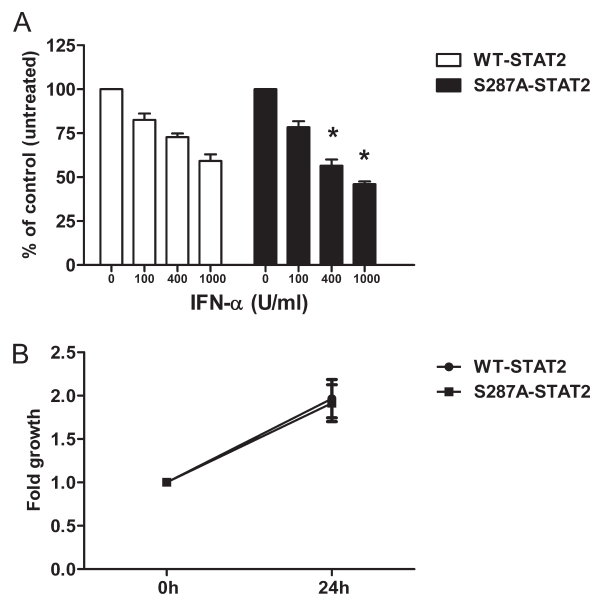 A
125
100
75
50
25
0
% of control (untreated)
0 100 400 1000 0 100 400 1000
* *
IFN-α (U/ml)
WT-STAT2
S287A-STAT2
B
2.5
2.0
1.5
1.0
0.5
0.0
Fold growth
0h 24h
WT-STAT2
S287A-STAT2